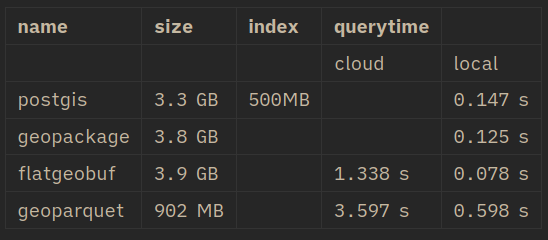 name size index querytime
cloud local
postgis 3.3 GB 500MB 0.147 s
geopackage 3.8 GB 0.125 s
flatgeobuf 3.9 GB 1.338 s 0.078 s
geoparquet 902 MB 3.597 s 0.598 s